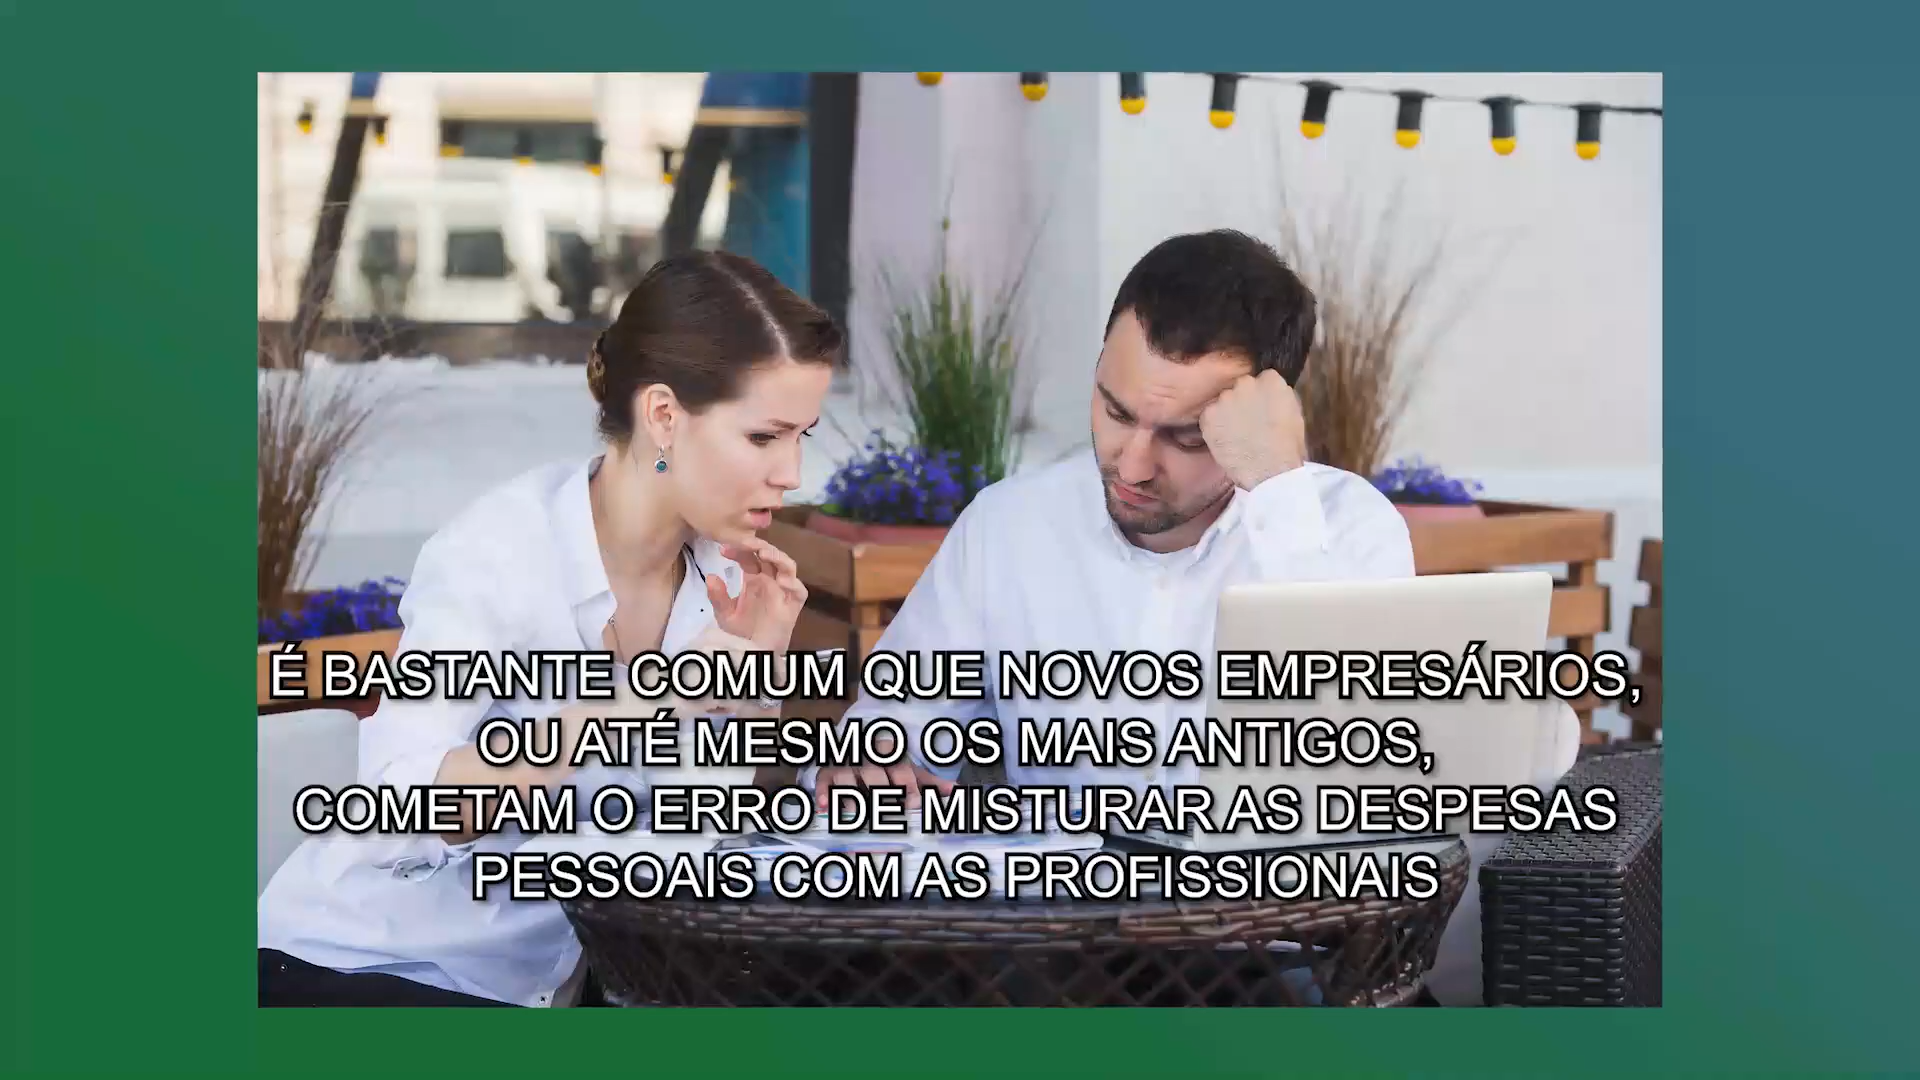 É BASTANTE COMUM QUE NOVOS EMPRESÁRIOS,
OU ATÉ MESMO OS MAIS ANTIGOS,
COMETAM O ERRO DE MISTURAR AS DESPESAS
PESSOAIS COM AS PROFISSIONAIS